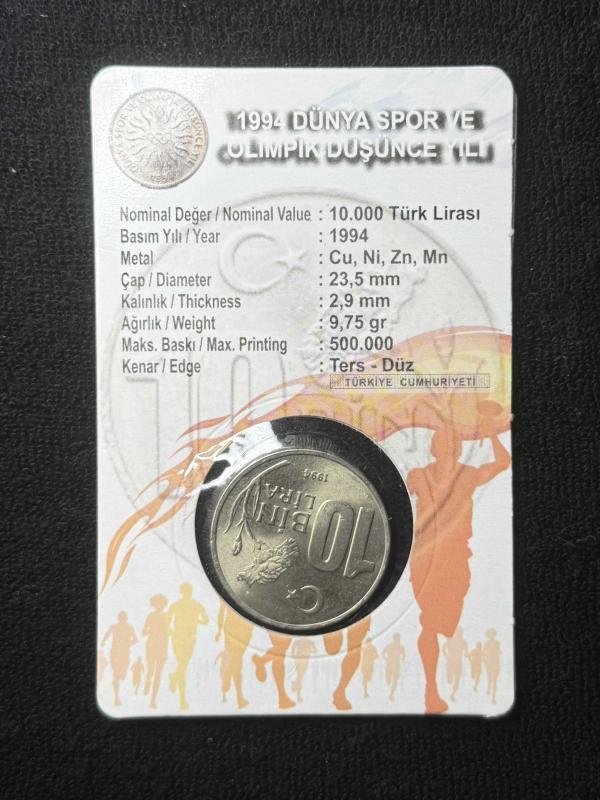 1994 DÜNYA SPOR VE
OLİMPİK DÜŞÜNCE YILI
Nominal Değer / Nominal Value : 10.000 Türk Lirası
Basım Yılı / Year : 1994
Metal : Cu, Ni, Zn, Mn
Çap / Diameter : 23,5 mm
Kalınlık / Thickness : 2,9 mm
Ağırlık / Weight : 9,75 gr
Maks. Baskı / Max. Printing : 500.000
Kenar / Edge : Ters - Düz
TÜRKİYE CUMHURİYETİ
10
BİN
LİRA
1994